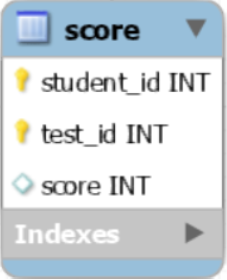 score
student_id INT
test_id INT
score INT
Indexes